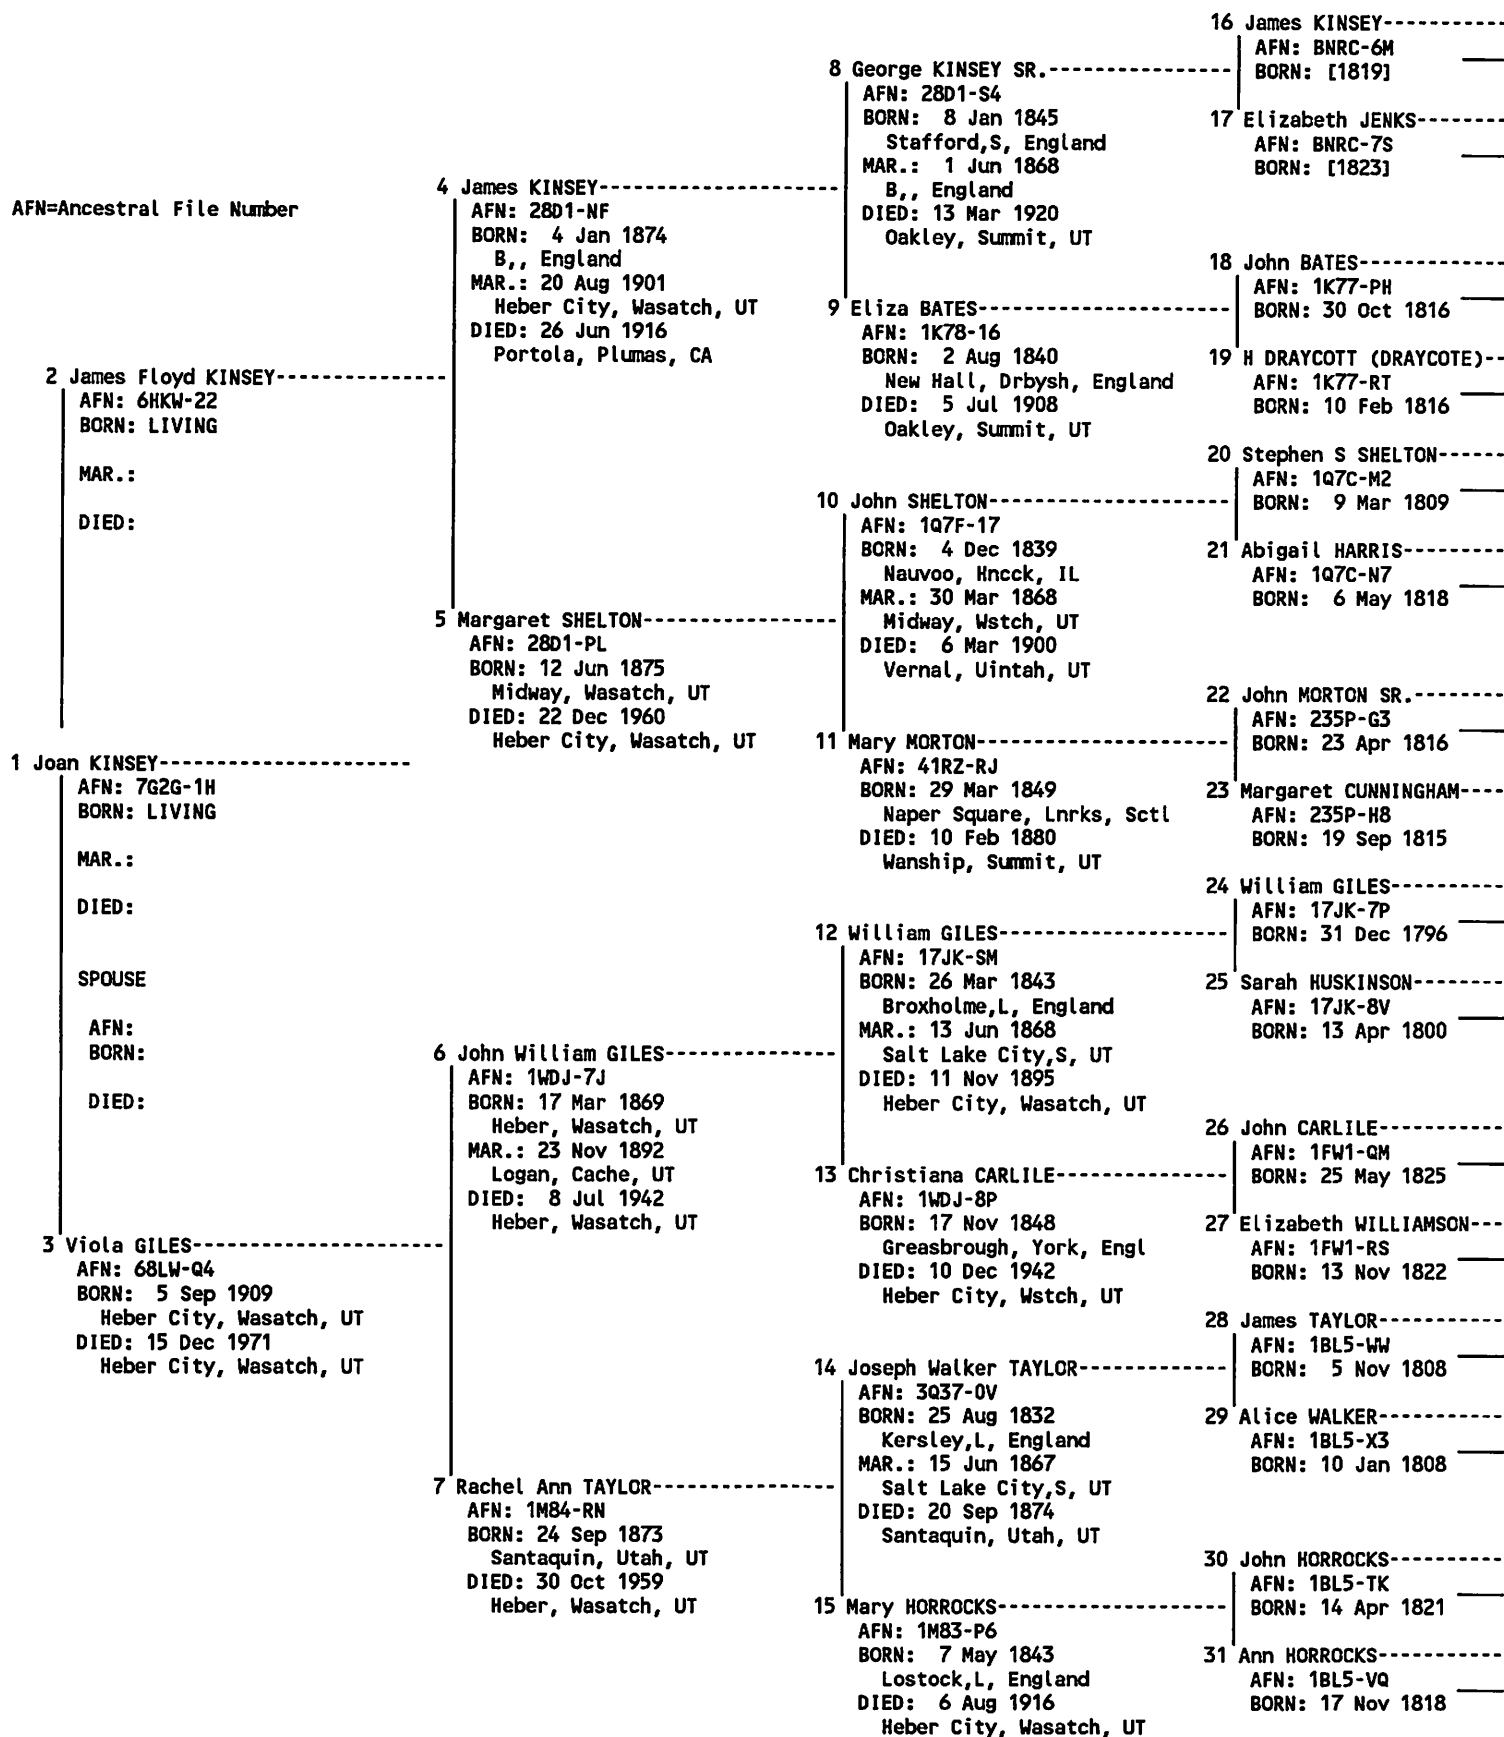 AFN=Ancestral File Number
1 Joan KINSEY---------------------
AFN: 7G2G-1H
BORN: LIVING
MAR.:
DIED:
SPOUSE
AFN:
BORN:
DIED:
2 James Floyd KINSEY--------------
AFN: 6HKW-22
BORN: LIVING
MAR.:
DIED:
3 Viola GILES---------------------
AFN: 68LW-Q4
BORN:  5 Sep 1909
Heber City, Wasatch, UT
DIED: 15 Dec 1971
Heber City, Wasatch, UT
4 James KINSEY--------------------
AFN: 28D1-NF
BORN:  4 Jan 1874
B,, England
MAR.: 20 Aug 1901
Heber City, Wasatch, UT
DIED: 26 Jun 1916
Portola, Plumas, CA
5 Margaret SHELTON----------------
AFN: 28D1-PL
BORN: 12 Jun 1875
Midway, Wasatch, UT
DIED: 22 Dec 1960
Heber City, Wasatch, UT
6 John William GILES--------------
AFN: 1WDJ-7J
BORN: 17 Mar 1869
Heber, Wasatch, UT
MAR.: 23 Nov 1892
Logan, Cache, UT
DIED:  8 Jul 1942
Heber, Wasatch, UT
7 Rachel Ann TAYLOR---------------
AFN: 1M84-RN
BORN: 24 Sep 1873
Santaquin, Utah, UT
DIED: 30 Oct 1959
Heber, Wasatch, UT
8 George KINSEY SR.---------------
AFN: 28D1-S4
BORN:  8 Jan 1845
Stafford,S, England
MAR.:  1 Jun 1868
B,, England
DIED: 13 Mar 1920
Oakley, Summit, UT
9 Eliza BATES---------------------
AFN: 1K78-16
BORN:  2 Aug 1840
New Hall, Drbysh, England
DIED:  5 Jul 1908
Oakley, Summit, UT
10 John SHELTON--------------------
AFN: 1Q7F-17
BORN:  4 Dec 1839
Nauvoo, Hncck, IL
MAR.: 30 Mar 1868
Midway, Wstch, UT
DIED:  6 Mar 1900
Vernal, Uintah, UT
11 Mary MORTON---------------------
AFN: 41RZ-RJ
BORN: 29 Mar 1849
Naper Square, Lnrks, Sctl
DIED: 10 Feb 1880
Wanship, Summit, UT
12 William GILES-------------------
AFN: 17JK-SM
BORN: 26 Mar 1843
Broxholme,L, England
MAR.: 13 Jun 1868
Salt Lake City,S, UT
DIED: 11 Nov 1895
Heber City, Wasatch, UT
13 Christiana CARLILE--------------
AFN: 1WDJ-8P
BORN: 17 Nov 1848
Greasbrough, York, Engl
DIED: 10 Dec 1942
Heber City, Wstch, UT
14 Joseph Walker TAYLOR------------
AFN: 3Q37-0V
BORN: 25 Aug 1832
Kersley,L, England
MAR.: 15 Jun 1867
Salt Lake City,S, UT
DIED: 20 Sep 1874
Santaquin, Utah, UT
15 Mary HORROCKS-------------------
AFN: 1M83-P6
BORN:  7 May 1843
Lostock,L, England
DIED:  6 Aug 1916
Heber City, Wasatch, UT
16 James KINSEY----------
AFN: BNRC-6M
BORN: [1819]
17 Elizabeth JENKS-------
AFN: BNRC-7S
BORN: [1823]
18 John BATES------------
AFN: 1K77-PH
BORN: 30 Oct 1816
19 H DRAYCOTT (DRAYCOTE)--
AFN: 1K77-RT
BORN: 10 Feb 1816
20 Stephen S SHELTON-----
AFN: 1Q7C-M2
BORN:  9 Mar 1809
21 Abigail HARRIS--------
AFN: 1Q7C-N7
BORN:  6 May 1818
22 John MORTON SR.-------
AFN: 235P-G3
BORN: 23 Apr 1816
23 Margaret CUNNINGHAM----
AFN: 235P-H8
BORN: 19 Sep 1815
24 William GILES---------
AFN: 17JK-7P
BORN: 31 Dec 1796
25 Sarah HUSKINSON-------
AFN: 17JK-8V
BORN: 13 Apr 1800
26 John CARLILE----------
AFN: 1FW1-QM
BORN: 25 May 1825
27 Elizabeth WILLIAMSON---
AFN: 1FW1-RS
BORN: 13 Nov 1822
28 James TAYLOR----------
AFN: 1BL5-WW
BORN:  5 Nov 1808
29 Alice WALKER----------
AFN: 1BL5-X3
BORN: 10 Jan 1808
30 John HORROCKS---------
AFN: 1BL5-TK
BORN: 14 Apr 1821
31 Ann HORROCKS----------
AFN: 1BL5-VQ
BORN: 17 Nov 1818